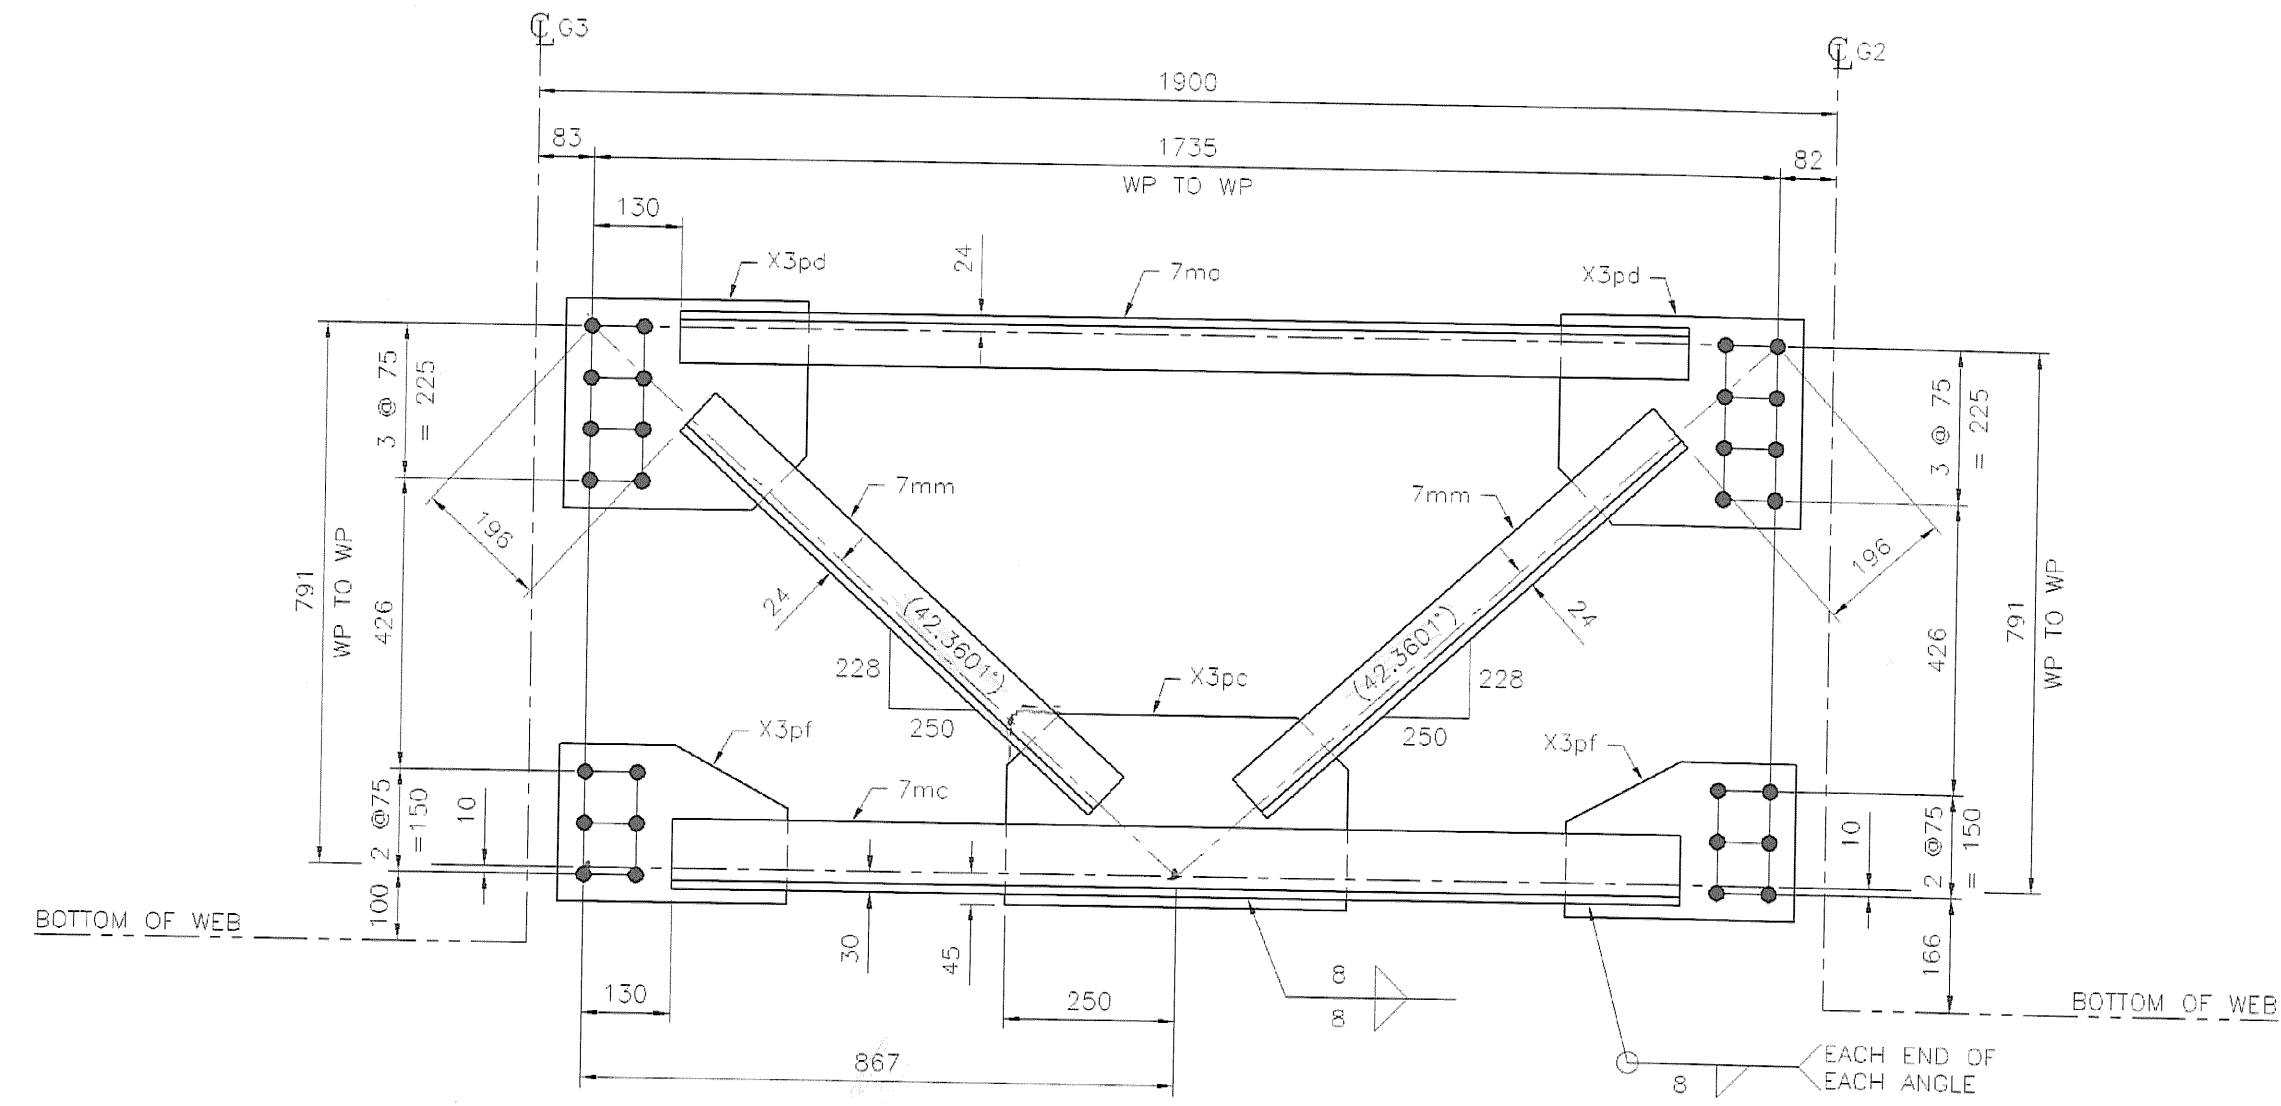 ℄ G3
℄ G2
1900
83
1735
82
WP TO WP
130
24
X3pd
7ma
X3pd
3 @ 75
= 225
3 @ 75
= 225
7mm
7mm
196
196
791
WP TO WP
426
24
(42.3601°)
(42.3601°)
24
426
791
WP TO WP
228
250
X3pc
228
250
X3pf
X3pf
2 @75
=150
10
7mc
10
2 @75
= 150
100
BOTTOM OF WEB
30
45
166
BOTTOM OF WEB
130
250
8
8
867
8
EACH END OF
EACH ANGLE